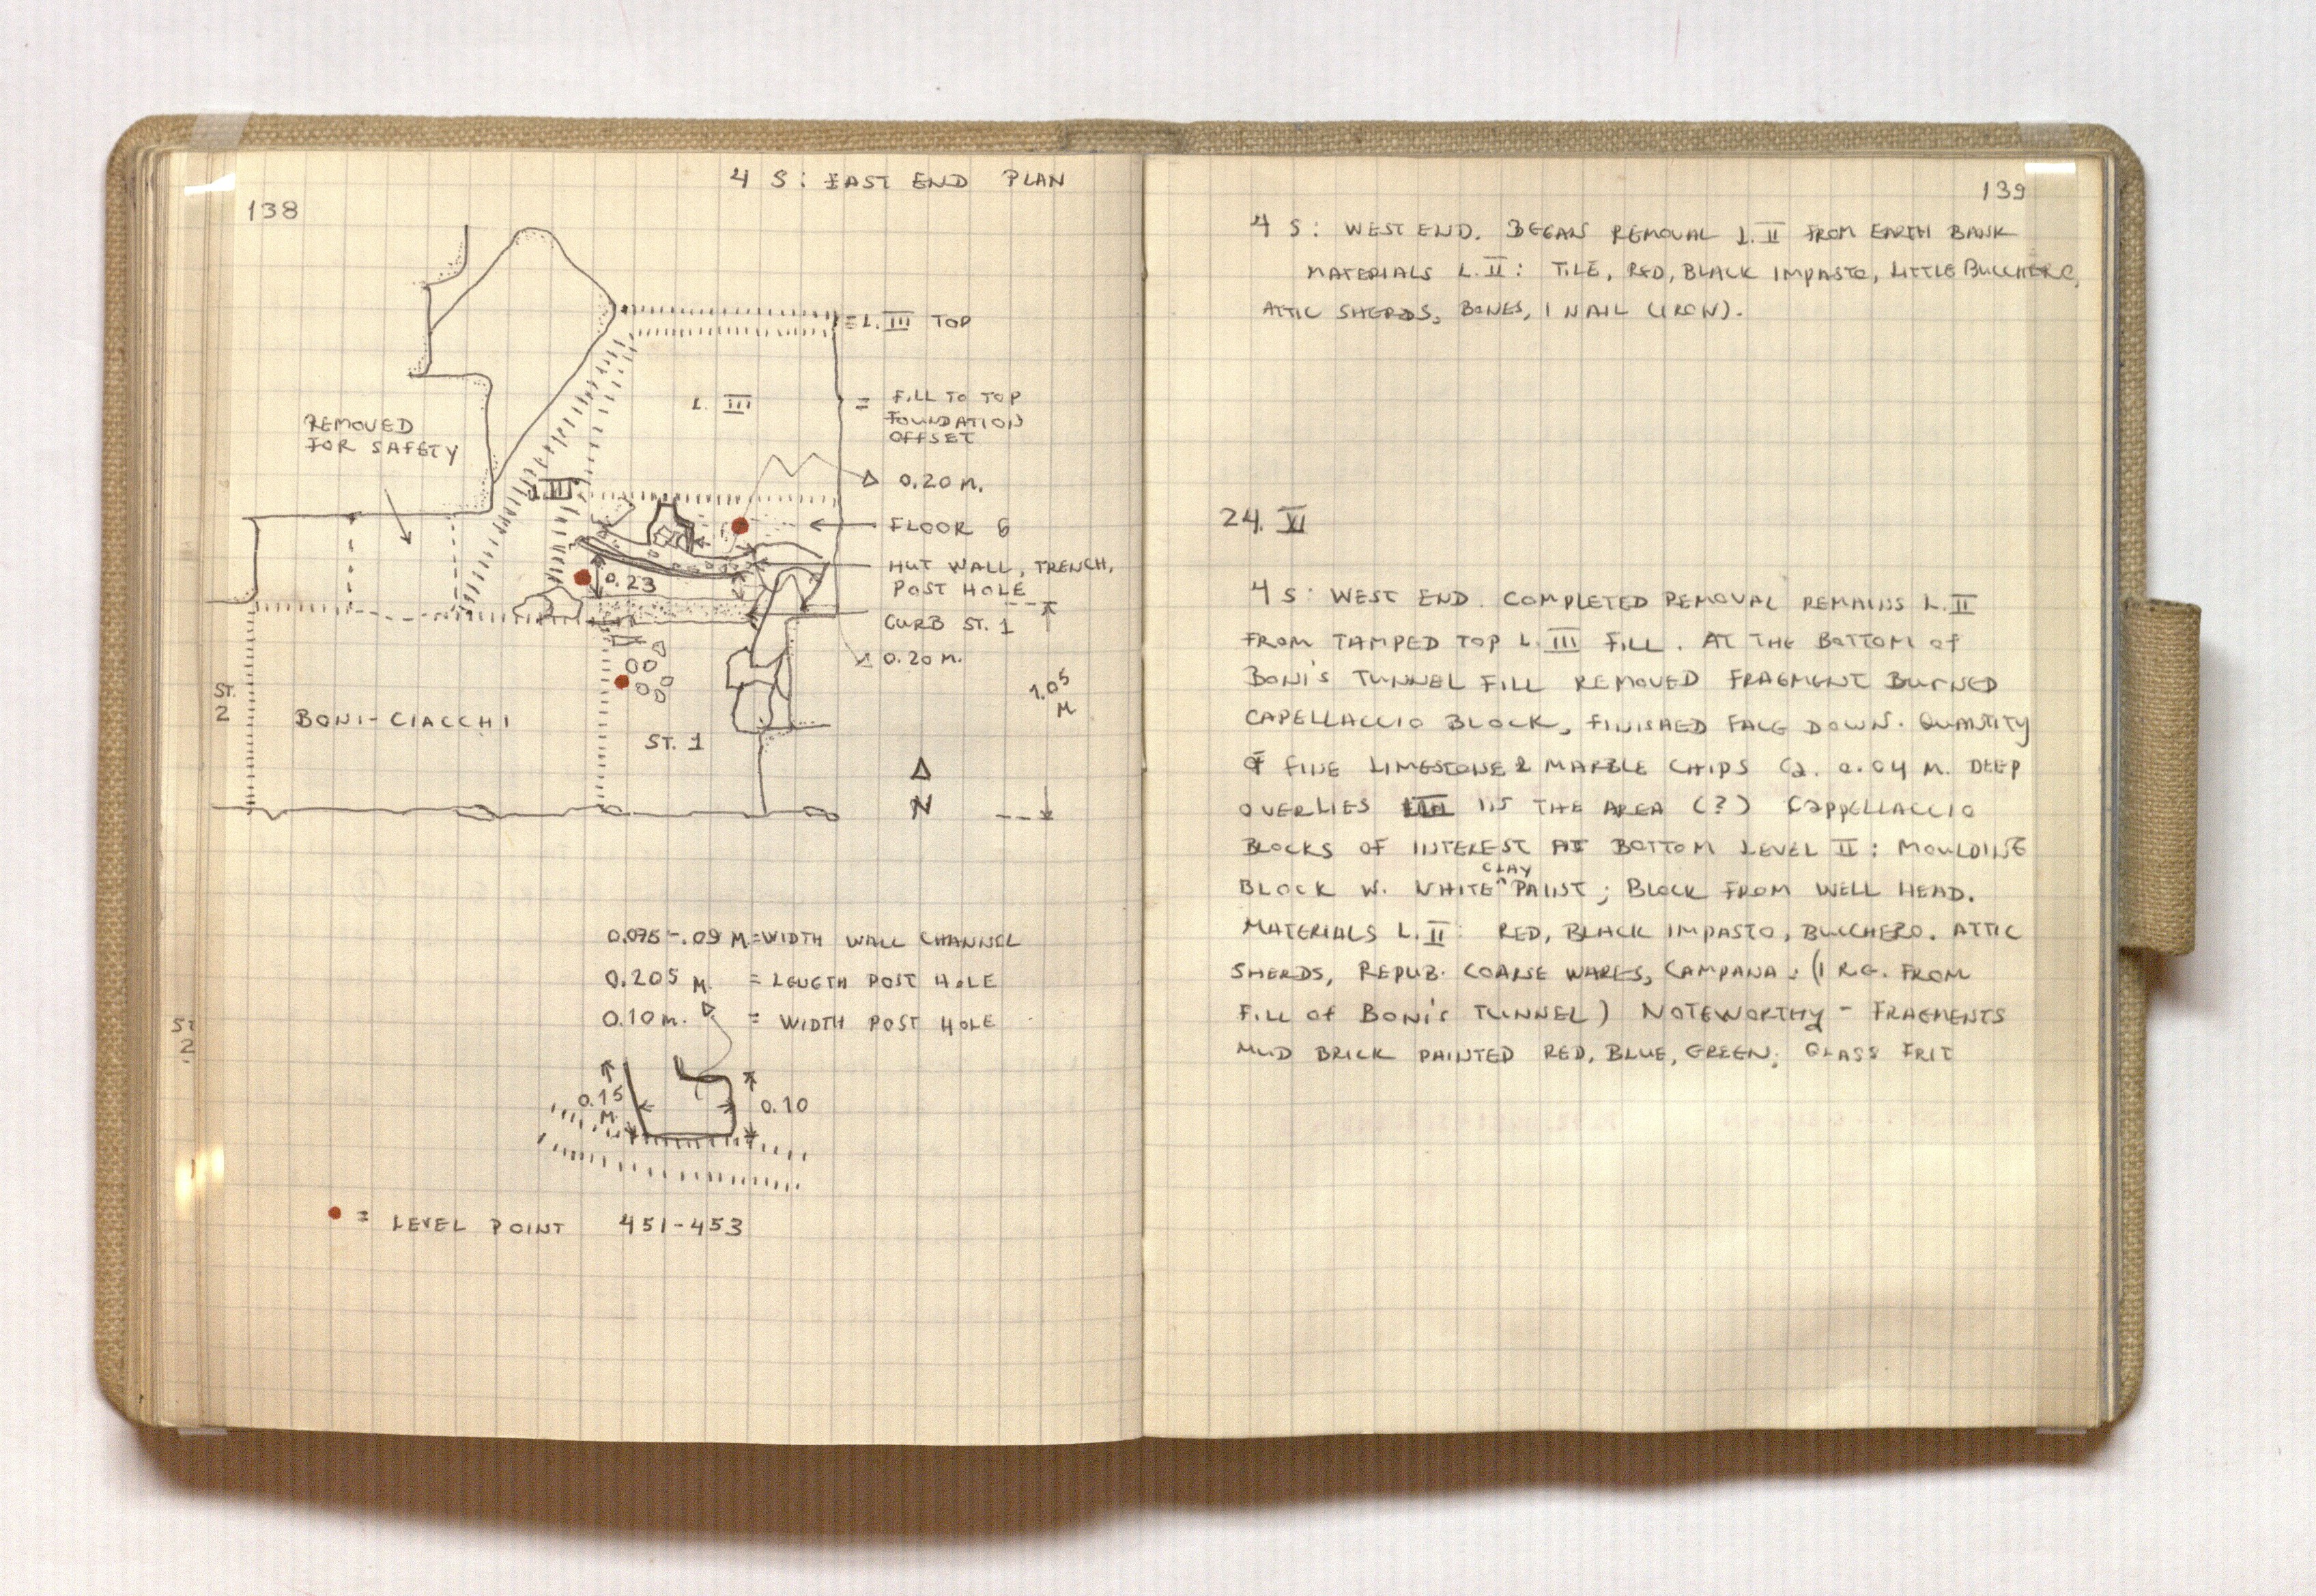 138
4 S: EAST END PLAN
= L. III TOP
L. III
= FILL TO TOP
FOUNDATION
OFFSET
REMOVED
FOR SAFETY
0.20 M.
L III
FLOOR G
HUT WALL, TRENCH,
POST HOLE
0.23
CURB ST. 1
0.20 M.
1.05
M
ST.
2
BONI-CIACCHI
ST. 1
N
0.075-.09 M = WIDTH WALL CHANNEL
0.205 M. = LENGTH POST HOLE
0.10 M. = WIDTH POST HOLE
ST
2
0.15
M.
0.10
= LEVEL POINT 451-453
139
4 S: WEST END. BEGAN REMOVAL L. II FROM EARTH BANK
MATERIALS L. II: TILE, RED, BLACK IMPASTO, LITTLE BUCCHERO,
ATTIC SHERDS, BONES, 1 NAIL (IRON).
24. VI
4 S: WEST END. COMPLETED REMOVAL REMAINS L. II
FROM TAMPED TOP L. III FILL. AT THE BOTTOM OF
BONI'S TUNNEL FILL REMOVED FRAGMENT BURNED
CAPELLACCIO BLOCK, FINISHED FACE DOWN. QUANTITY
OF FINE LIMESTONE & MARBLE CHIPS CA. 0.04 M. DEEP
OVERLIES LIII IN THE AREA (?) CAPPELLACCIO
BLOCKS OF INTEREST AT BOTTOM LEVEL II: MOULDING
BLOCK W. WHITE ^CLAY PAINT; BLOCK FROM WELL HEAD.
MATERIALS L. II: RED, BLACK IMPASTO, BUCCHERO. ATTIC
SHERDS, REPUB. COARSE WARES, CAMPANA; (1 R.G. FROM
FILL OF BONI'S TUNNEL) NOTEWORTHY - FRAGMENTS
MUD BRICK PAINTED RED, BLUE, GREEN; GLASS FRIT